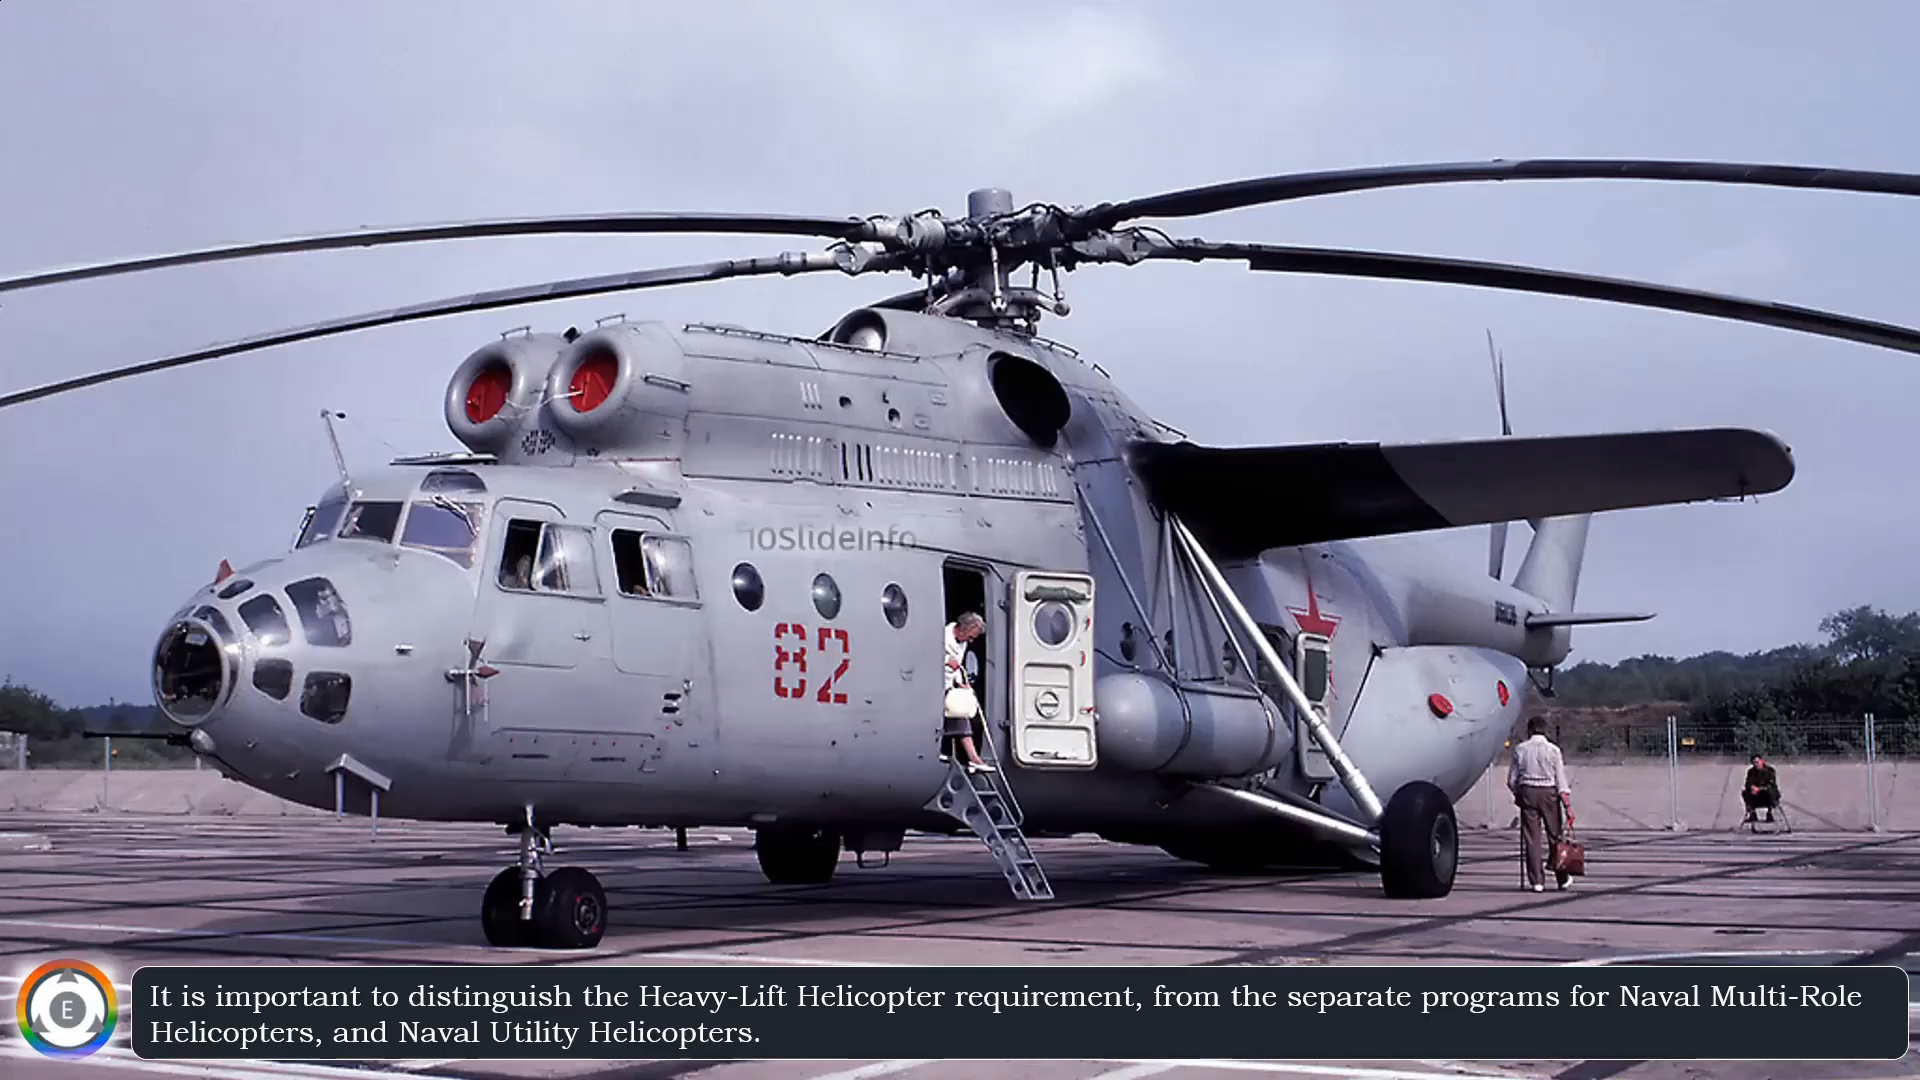 10SlideInfo
82
E
It is important to distinguish the Heavy-Lift Helicopter requirement, from the separate programs for Naval Multi-Role
Helicopters, and Naval Utility Helicopters.